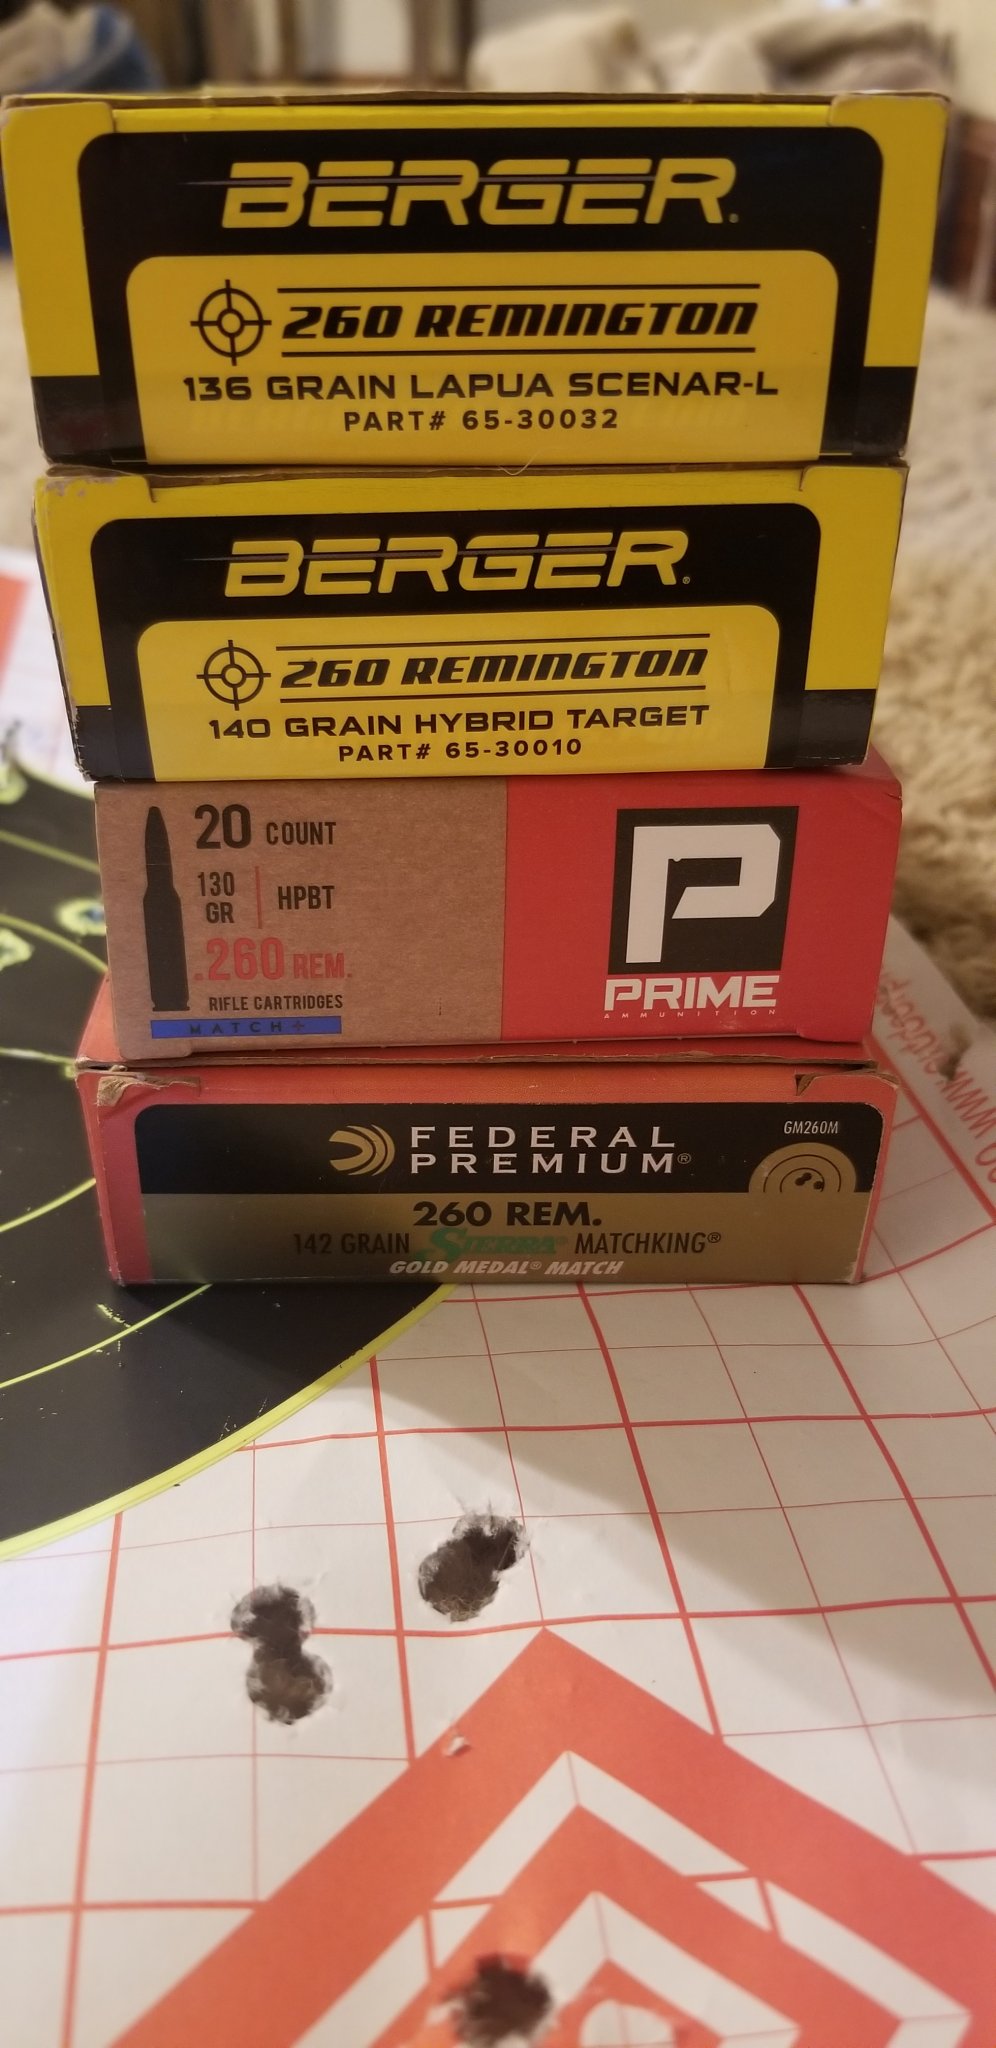 BERGER.
260 REMINGTON
136 GRAIN LAPUA SCENAR-L
PART# 65-30032
BERGER®
260 REMINGTON
140 GRAIN HYBRID TARGET
PART# 65-30010
20 COUNT
130 GR | HPBT
.260 REM.
RIFLE CARTRIDGES
MATCH+
P
PRIME
AMMUNITION
FEDERAL PREMIUM®
GM260M
260 REM.
142 GRAIN SIERRA® MATCHKING®
GOLD MEDAL® MATCH